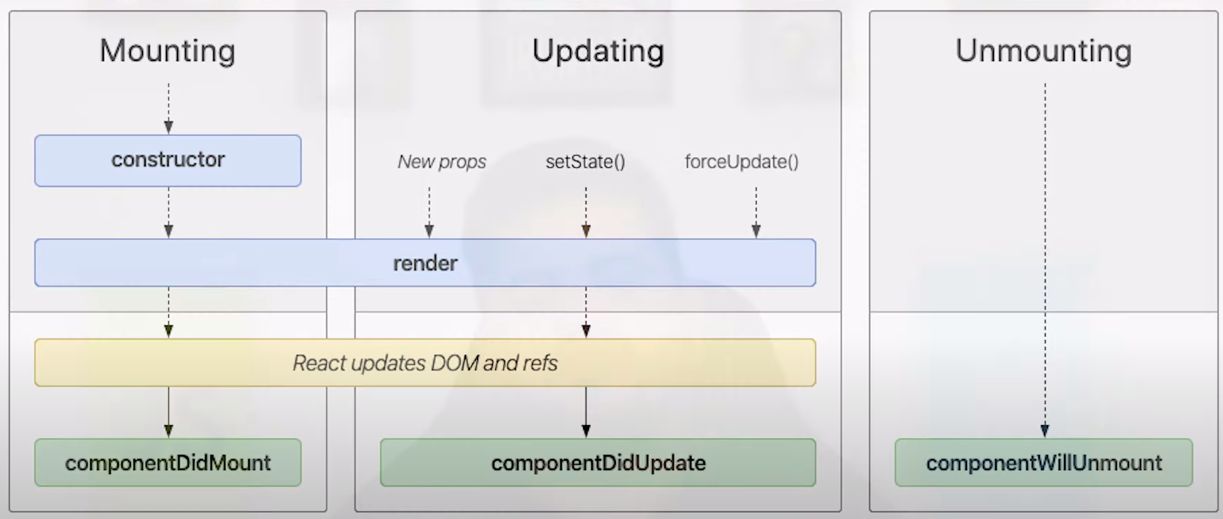 Mounting
Updating
Unmounting
constructor
New props
setState()
forceUpdate()
render
React updates DOM and refs
componentDidMount
componentDidUpdate
componentWillUnmount